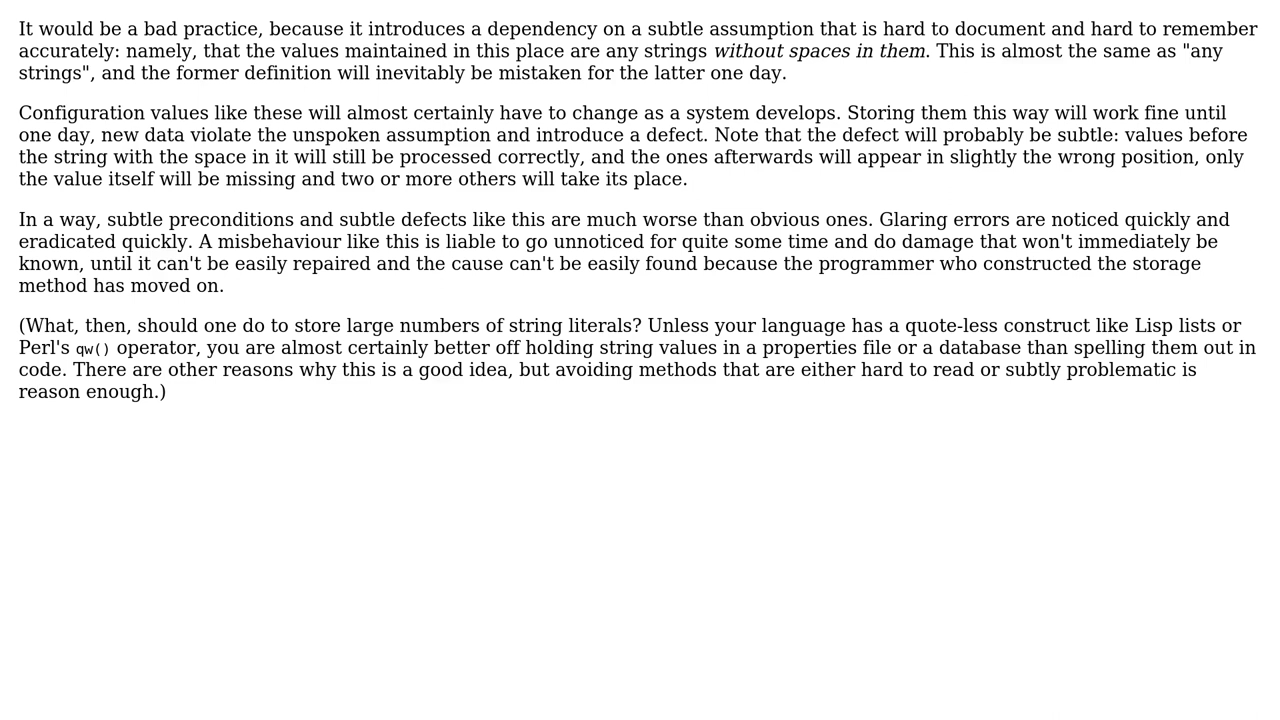 It would be a bad practice, because it introduces a dependency on a subtle assumption that is hard to document and hard to remember
accurately: namely, that the values maintained in this place are any strings without spaces in them. This is almost the same as "any
strings", and the former definition will inevitably be mistaken for the latter one day.
Configuration values like these will almost certainly have to change as a system develops. Storing them this way will work fine until
one day, new data violate the unspoken assumption and introduce a defect. Note that the defect will probably be subtle: values before
the string with the space in it will still be processed correctly, and the ones afterwards will appear in slightly the wrong position, only
the value itself will be missing and two or more others will take its place.
In a way, subtle preconditions and subtle defects like this are much worse than obvious ones. Glaring errors are noticed quickly and
eradicated quickly. A misbehaviour like this is liable to go unnoticed for quite some time and do damage that won't immediately be
known, until it can't be easily repaired and the cause can't be easily found because the programmer who constructed the storage
method has moved on.
(What, then, should one do to store large numbers of string literals? Unless your language has a quote-less construct like Lisp lists or
Perl's qw() operator, you are almost certainly better off holding string values in a properties file or a database than spelling them out in
code. There are other reasons why this is a good idea, but avoiding methods that are either hard to read or subtly problematic is
reason enough.)